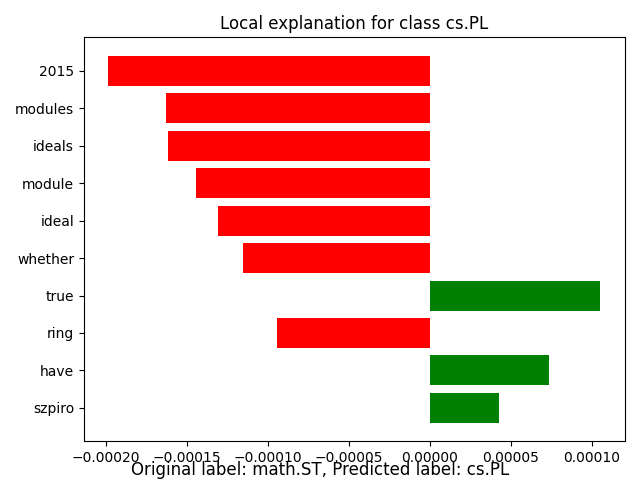 Local explanation for class cs.PL
2015
modules
ideals
module
ideal
whether
true
ring
have
szpiro
−0.00020 −0.00015 −0.00010 −0.00005 0.00000 0.00005 0.00010
Original label: math.ST, Predicted label: cs.PL